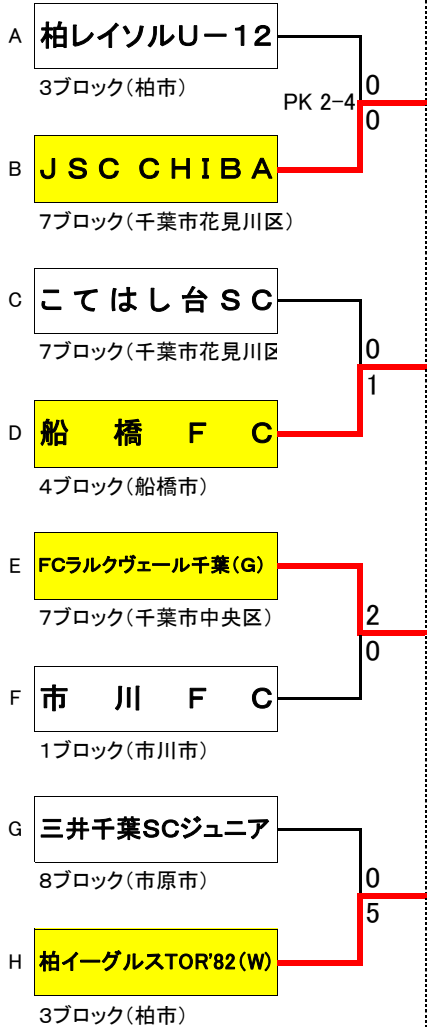 A
柏レイソルU－12
3ブロック(柏市)
PK 2-4
0
0
B
JSC CHIBA
7ブロック(千葉市花見川区)
C
こてはし台SC
7ブロック(千葉市花見川区
0
1
D
船橋FC
4ブロック(船橋市)
E
FCラルクヴェール千葉(G)
7ブロック(千葉市中央区)
2
0
F
市川FC
1ブロック(市川市)
G
三井千葉SCジュニア
8ブロック(市原市)
0
5
H
柏イーグルスTOR'82(W)
3ブロック(柏市)